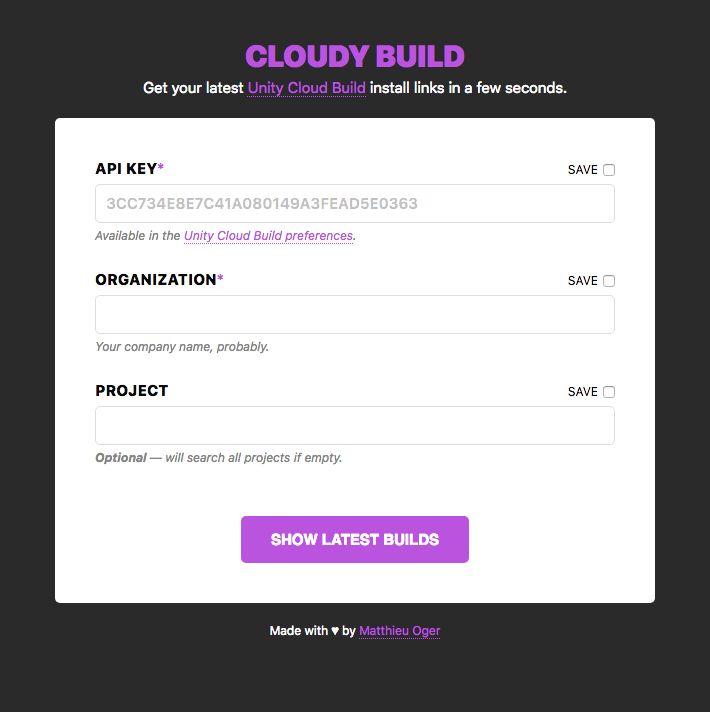 CLOUDY BUILD
Get your latest Unity Cloud Build install links in a few seconds.
API KEY*
SAVE
3CC734E8E7C41A080149A3FEAD5E0363
Available in the Unity Cloud Build preferences.
ORGANIZATION*
SAVE
Your company name, probably.
PROJECT
SAVE
Optional — will search all projects if empty.
SHOW LATEST BUILDS
Made with ♥ by Matthieu Oger